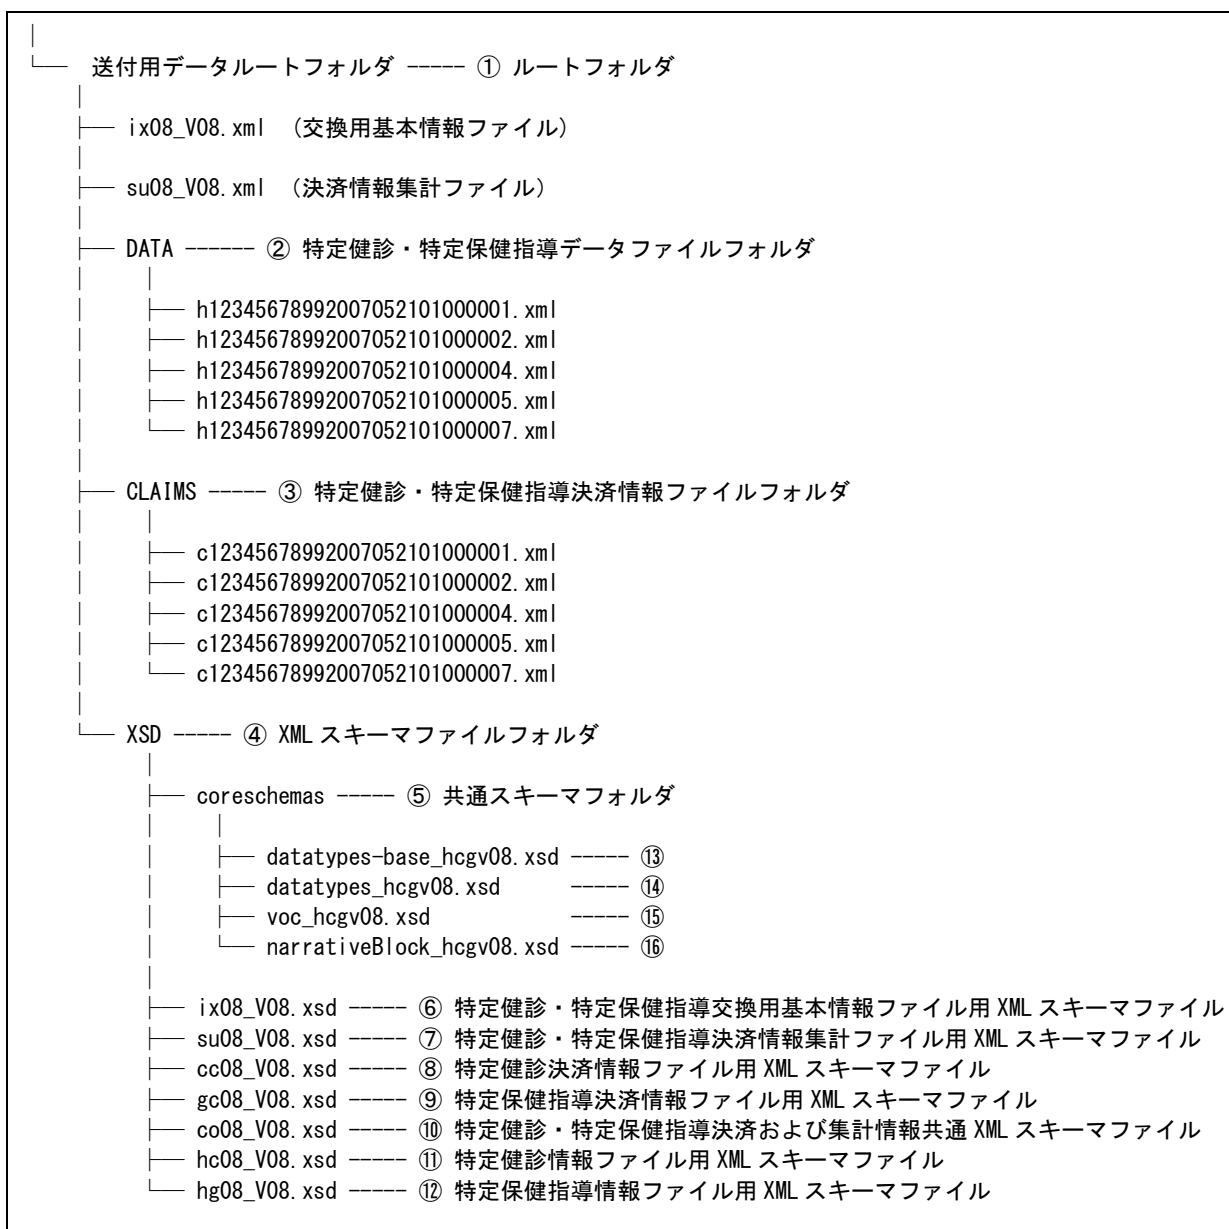 送付用データルートフォルダ ----- ① ルートフォルダ
ix08_V08.xml （交換用基本情報ファイル）
su08_V08.xml （決済情報集計ファイル）
DATA ------ ② 特定健診・特定保健指導データファイルフォルダ
h12345678992007052101000001.xml
h12345678992007052101000002.xml
h12345678992007052101000004.xml
h12345678992007052101000005.xml
h12345678992007052101000007.xml
CLAIMS ----- ③ 特定健診・特定保健指導決済情報ファイルフォルダ
c12345678992007052101000001.xml
c12345678992007052101000002.xml
c12345678992007052101000004.xml
c12345678992007052101000005.xml
c12345678992007052101000007.xml
XSD ----- ④ XML スキーマファイルフォルダ
coreschemas ----- ⑤ 共通スキーマフォルダ
datatypes-base_hcgv08.xsd ----- ⑬
datatypes_hcgv08.xsd ----- ⑭
voc_hcgv08.xsd ----- ⑮
narrativeBlock_hcgv08.xsd ----- ⑯
ix08_V08.xsd ----- ⑥ 特定健診・特定保健指導交換用基本情報ファイル用 XML スキーマファイル
su08_V08.xsd ----- ⑦ 特定健診・特定保健指導決済情報集計ファイル用 XML スキーマファイル
cc08_V08.xsd ----- ⑧ 特定健診決済情報ファイル用 XML スキーマファイル
gc08_V08.xsd ----- ⑨ 特定保健指導決済情報ファイル用 XML スキーマファイル
co08_V08.xsd ----- ⑩ 特定健診・特定保健指導決済および集計情報共通 XML スキーマファイル
hc08_V08.xsd ----- ⑪ 特定健診情報ファイル用 XML スキーマファイル
hg08_V08.xsd ----- ⑫ 特定保健指導情報ファイル用 XML スキーマファイル